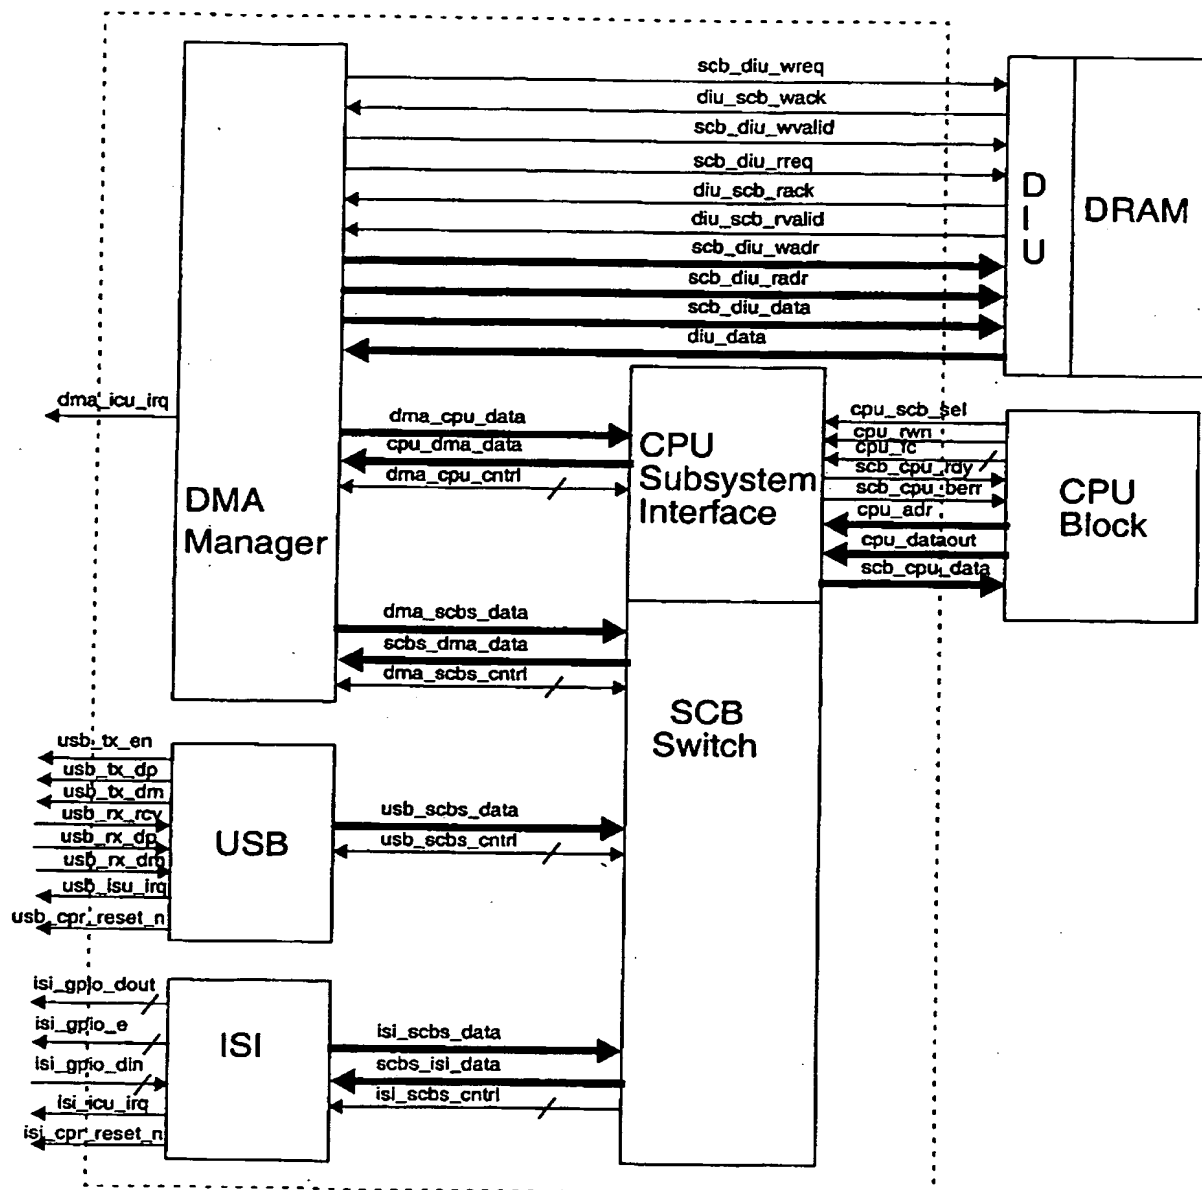 scb_diu_wreq
diu_scb_wack
scb_diu_wvalid
scb_diu_rreq
diu_scb_rack
diu_scb_rvalid
scb_diu_wadr
scb_diu_radr
scb_diu_data
diu_data
DIU
DRAM
dma_icu_irq
DMA
Manager
dma_cpu_data
cpu_dma_data
dma_cpu_cntrl
CPU
Subsystem
Interface
cpu_scb_sel
cpu_rwn
cpu_fc
scb_cpu_rdy
scb_cpu_berr
cpu_adr
cpu_dataout
scb_cpu_data
CPU
Block
dma_scbs_data
scbs_dma_data
dma_scbs_cntrl
SCB
Switch
usb_tx_en
usb_tx_dp
usb_tx_dm
usb_rx_rcv
usb_rx_dp
usb_rx_dm
usb_isu_irq
usb_cpr_reset_n
USB
usb_scbs_data
usb_scbs_cntrl
isi_gpio_dout
isi_gpio_e
isi_gpio_din
isi_icu_irq
isi_cpr_reset_n
ISI
isi_scbs_data
scbs_isi_data
isi_scbs_cntrl